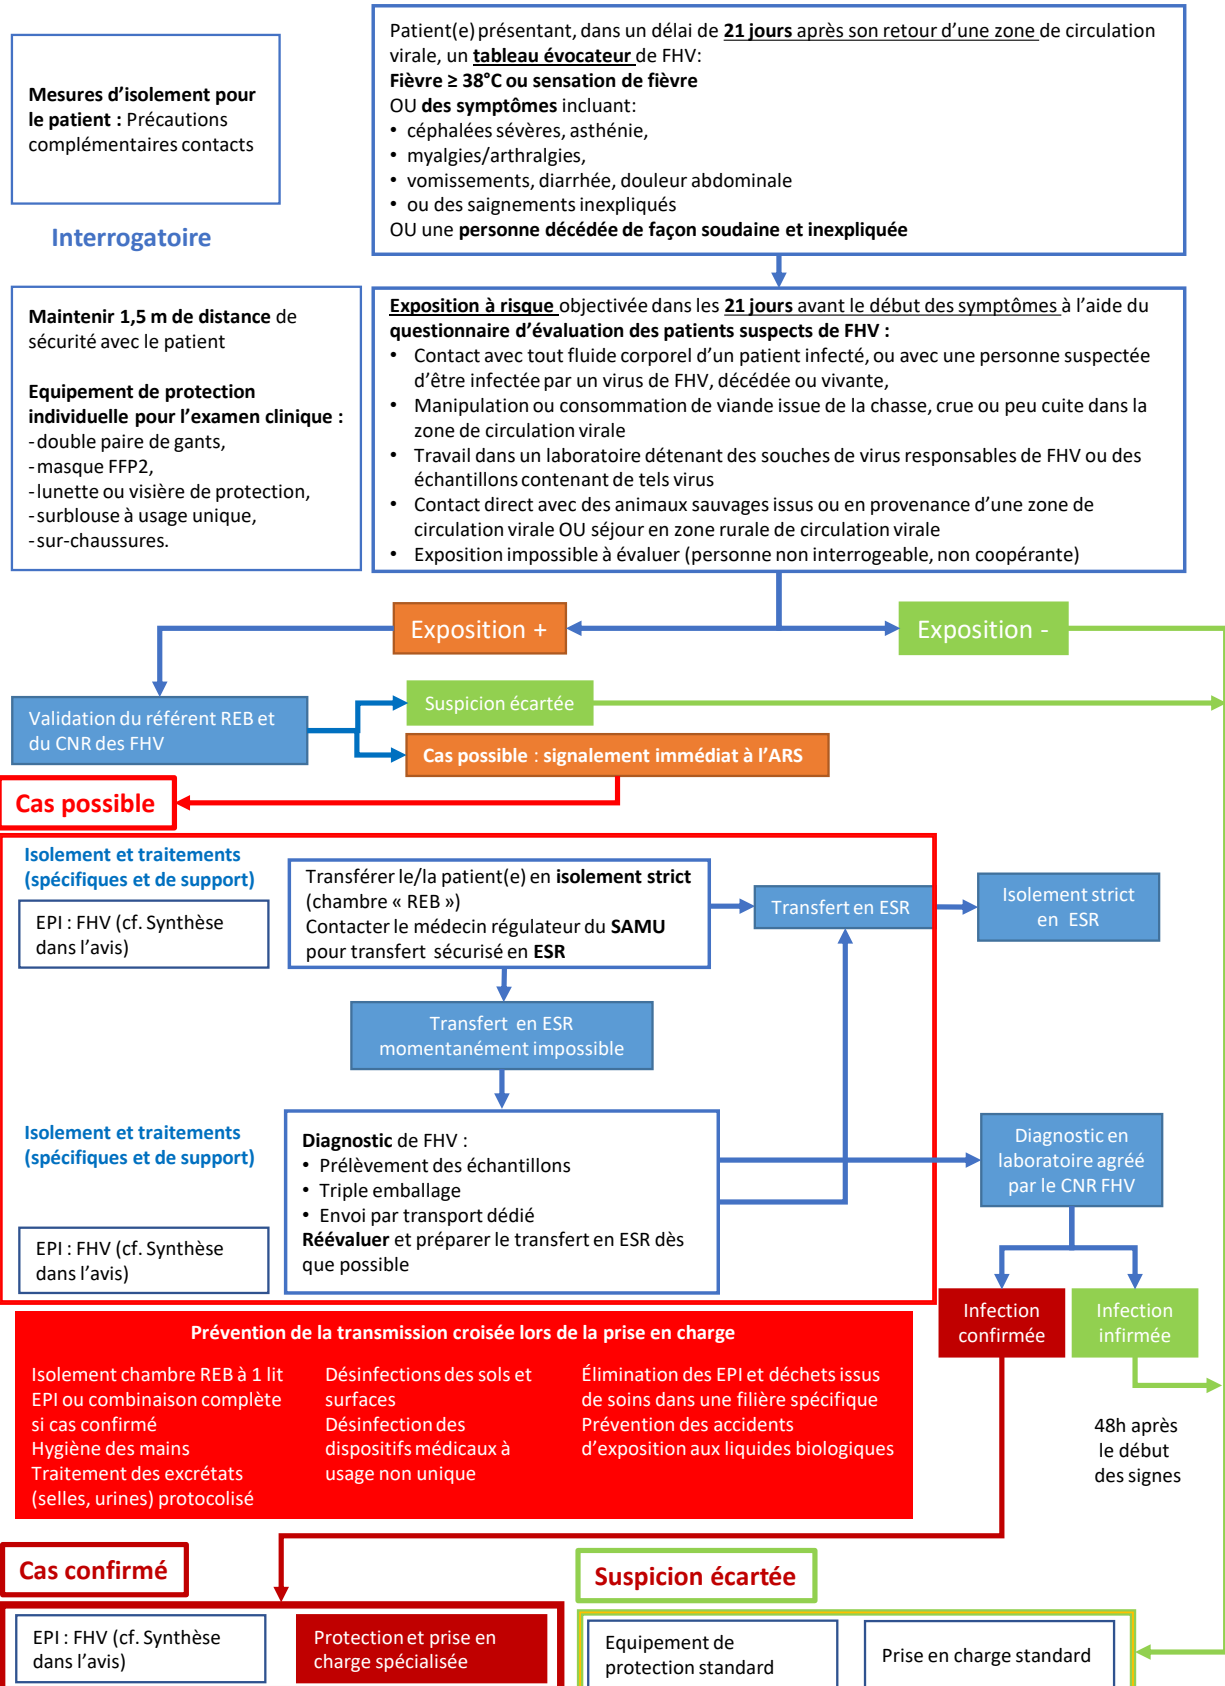 Mesures d'isolement pour
le patient : Précautions
complémentaires contacts
Patient(e) présentant, dans un délai de 21 jours après son retour d'une zone de circulation
virale, un tableau évocateur de FHV:
Fièvre ≥ 38°C ou sensation de fièvre
OU des symptômes incluant:
• céphalées sévères, asthénie,
• myalgies/arthralgies,
• vomissements, diarrhée, douleur abdominale
• ou des saignements inexpliqués
OU une personne décédée de façon soudaine et inexpliquée
Interrogatoire
Maintenir 1,5 m de distance de
sécurité avec le patient
Equipement de protection
individuelle pour l'examen clinique :
-double paire de gants,
-masque FFP2,
-lunette ou visière de protection,
-surblouse à usage unique,
-sur-chaussures.
Exposition à risque objectivée dans les 21 jours avant le début des symptômes à l'aide du
questionnaire d'évaluation des patients suspects de FHV :
• Contact avec tout fluide corporel d'un patient infecté, ou avec une personne suspectée
d'être infectée par un virus de FHV, décédée ou vivante,
• Manipulation ou consommation de viande issue de la chasse, crue ou peu cuite dans la
zone de circulation virale
• Travail dans un laboratoire détenant des souches de virus responsables de FHV ou des
échantillons contenant de tels virus
• Contact direct avec des animaux sauvages issus ou en provenance d'une zone de
circulation virale OU séjour en zone rurale de circulation virale
• Exposition impossible à évaluer (personne non interrogeable, non coopérante)
Exposition +
Exposition -
Validation du référent REB et
du CNR des FHV
Suspicion écartée
Cas possible : signalement immédiat à l'ARS
Cas possible
Isolement et traitements
(spécifiques et de support)
EPI : FHV (cf. Synthèse
dans l'avis)
Transférer le/la patient(e) en isolement strict
(chambre « REB »)
Contacter le médecin régulateur du SAMU
pour transfert sécurisé en ESR
Transfert en ESR
Isolement strict
en ESR
Transfert en ESR
momentanément impossible
Isolement et traitements
(spécifiques et de support)
EPI : FHV (cf. Synthèse
dans l'avis)
Diagnostic de FHV :
• Prélèvement des échantillons
• Triple emballage
• Envoi par transport dédié
Réévaluer et préparer le transfert en ESR dès
que possible
Diagnostic en
laboratoire agréé
par le CNR FHV
Infection
confirmée
Infection
infirmée
Prévention de la transmission croisée lors de la prise en charge
Isolement chambre REB à 1 lit
EPI ou combinaison complète
si cas confirmé
Hygiène des mains
Traitement des excrétats
(selles, urines) protocolisé
Désinfections des sols et
surfaces
Désinfection des
dispositifs médicaux à
usage non unique
Élimination des EPI et déchets issus
de soins dans une filière spécifique
Prévention des accidents
d'exposition aux liquides biologiques
48h après
le début
des signes
Cas confirmé
EPI : FHV (cf. Synthèse
dans l'avis)
Protection et prise en
charge spécialisée
Suspicion écartée
Equipement de
protection standard
Prise en charge standard